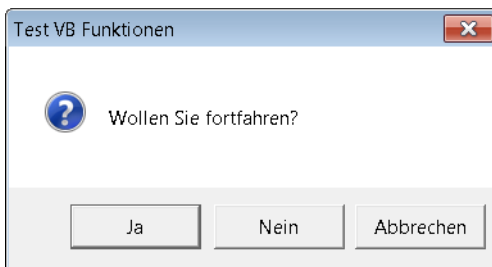 Test VB Funktionen
Wollen Sie fortfahren?
Ja Nein Abbrechen